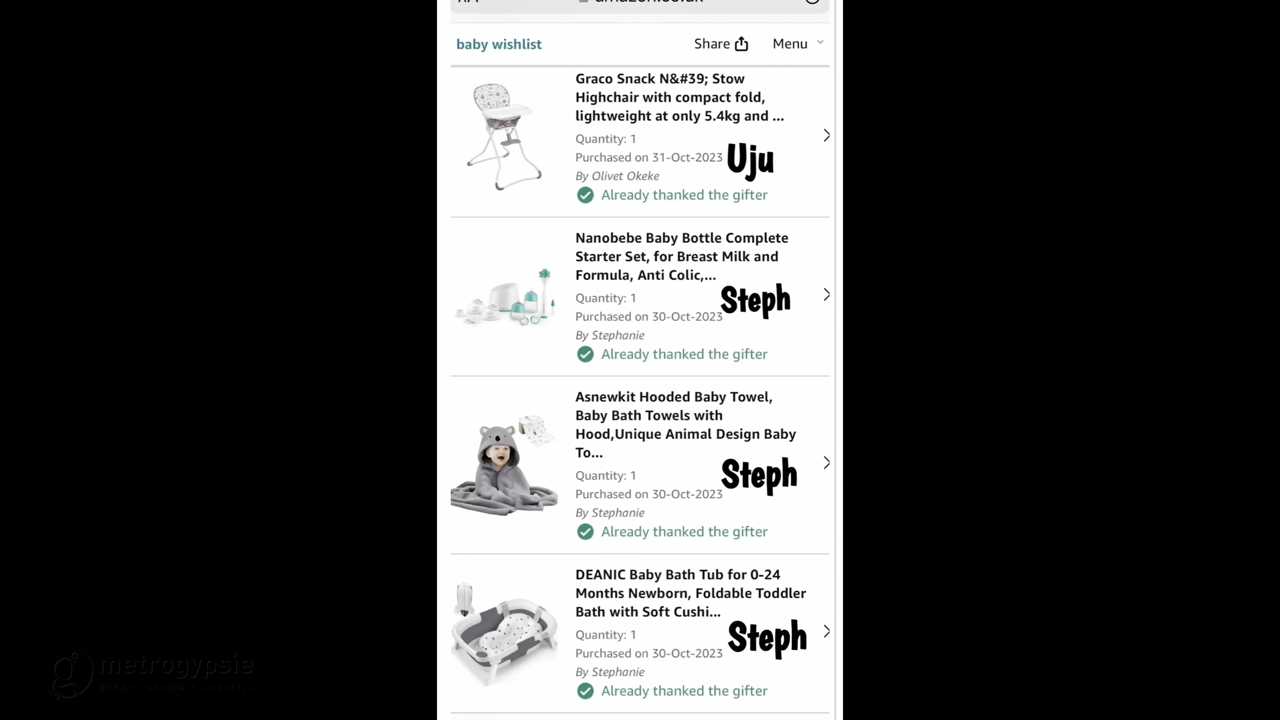 baby wishlist
Share
Menu
Graco Snack N&#39; Stow
Highchair with compact fold,
lightweight at only 5.4kg and ...
Quantity: 1
Purchased on 31-Oct-2023
Uju
By Olivet Okeke
Already thanked the gifter
Nanobebe Baby Bottle Complete
Starter Set, for Breast Milk and
Formula, Anti Colic,...
Quantity: 1
Steph
Purchased on 30-Oct-2023
By Stephanie
Already thanked the gifter
Asnewkit Hooded Baby Towel,
Baby Bath Towels with
Hood,Unique Animal Design Baby
To...
Quantity: 1
Steph
Purchased on 30-Oct-2023
By Stephanie
Already thanked the gifter
DEANIC Baby Bath Tub for 0-24
Months Newborn, Foldable Toddler
Bath with Soft Cushi...
Quantity: 1
Steph
Purchased on 30-Oct-2023
By Stephanie
Already thanked the gifter
metrogypsie